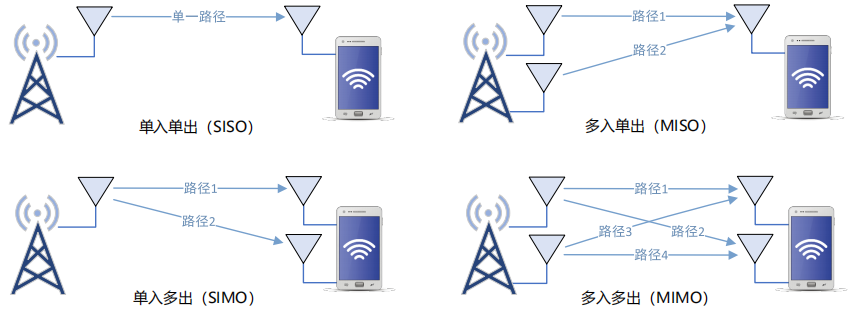 单一路径
单入单出（SISO）
路径1
路径2
多入单出（MISO）
路径1
路径2
单入多出（SIMO）
路径1
路径3
路径2
路径4
多入多出（MIMO）